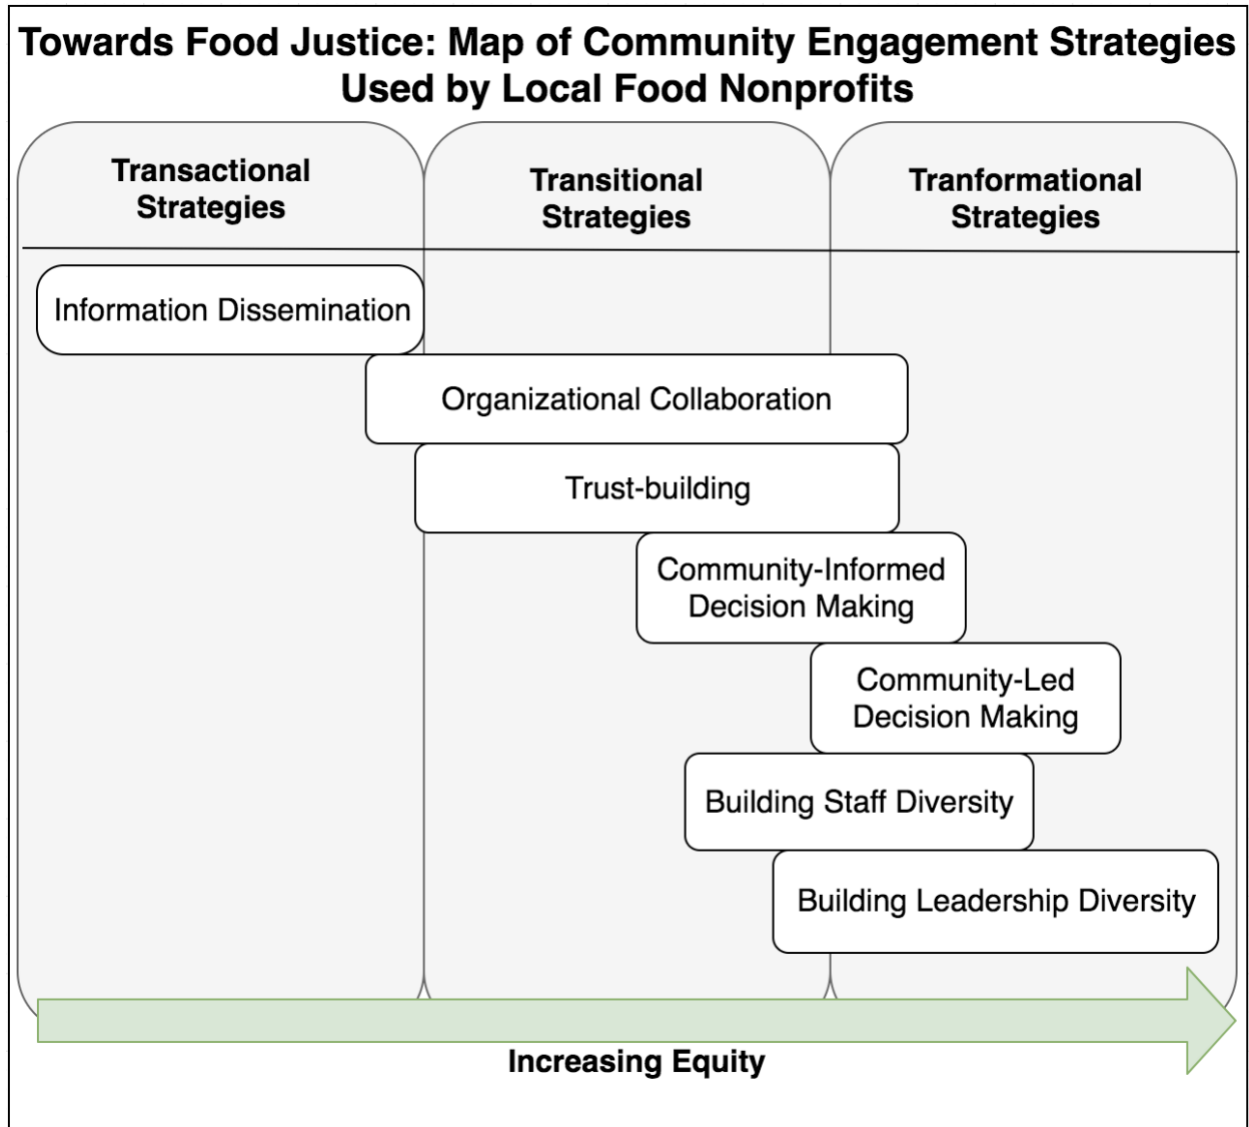 Towards Food Justice: Map of Community Engagement Strategies
Used by Local Food Nonprofits
Transactional
Strategies
Transitional
Strategies
Tranformational
Strategies
Information Dissemination
Organizational Collaboration
Trust-building
Community-Informed
Decision Making
Community-Led
Decision Making
Building Staff Diversity
Building Leadership Diversity
Increasing Equity